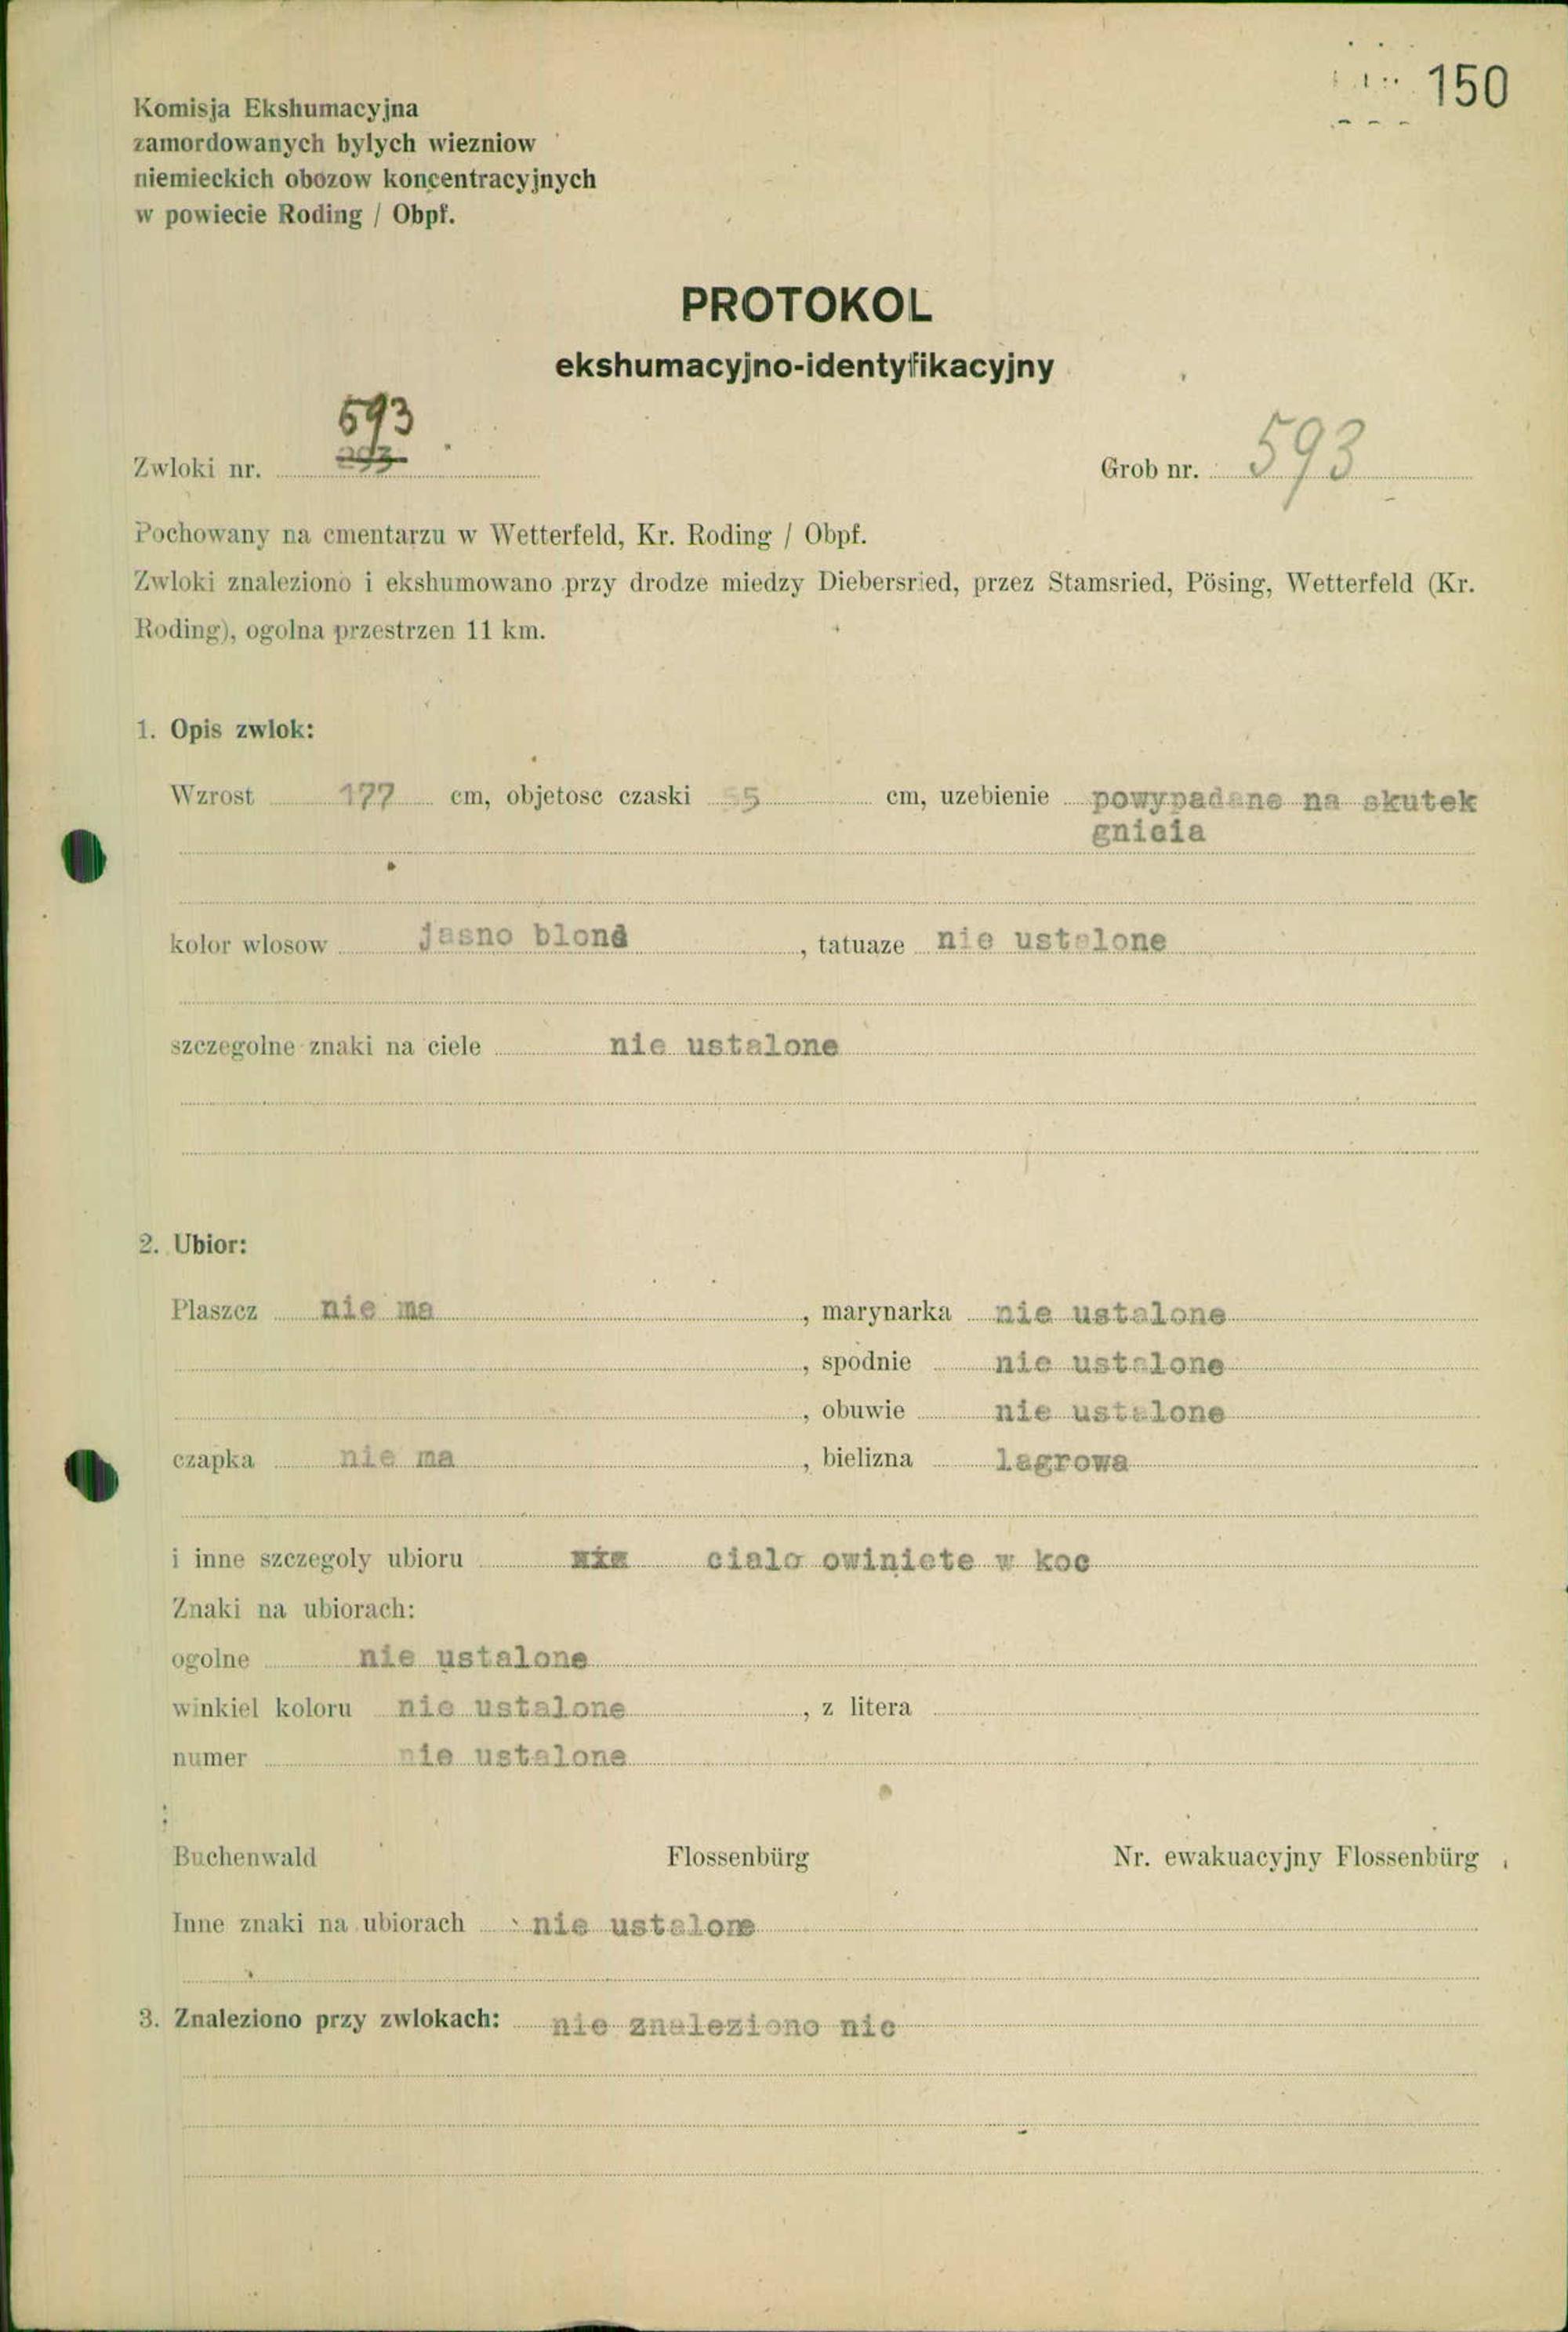 150
Komisja Ekshumacyjna
zamordowanych bylych wiezniow
niemieckich obozow koncentracyjnych
w powiecie Roding / Obpf.
PROTOKOL
ekshumacyjno-identyfikacyjny
593
Zwloki nr. Grob nr. 593
Pochowany na cmentarzu w Wetterfeld, Kr. Roding / Obpf.
Zwloki znaleziono i ekshumowano przy drodze miedzy Diebersried, przez Stamsried, Pösing, Wetterfeld (Kr.
Roding), ogolna przestrzen 11 km.
1. Opis zwlok:
Wzrost 177 cm, objetosc czaski cm, uzebienie powypadane na skutek
gnicia
kolor wlosow jasno blond, tatuaze nie ustalone
szczegolne znaki na ciele nie ustalone
2. Ubior:
Plaszcz nie ma, marynarka nie ustalone
, spodnie nie ustalone
, obuwie nie ustalone
czapka nie ma, bielizna lagrowa
i inne szczegoly ubioru cialo owiniete w koc
Znaki na ubiorach:
ogolne nie ustalone
winkiel koloru nie ustalone, z litera
numer nie ustalone
Buchenwald Flossenbürg Nr. ewakuacyjny Flossenbürg
Inne znaki na ubiorach nie ustalone
3. Znaleziono przy zwlokach: nie znaleziono nic